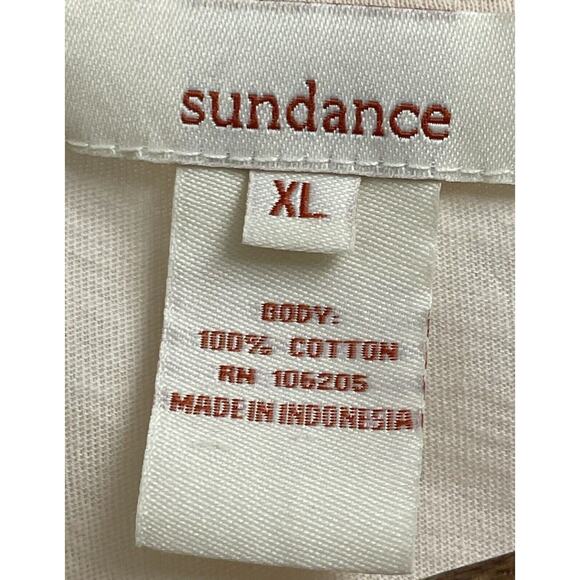 sundance
XL
BODY:
100% COTTON
RN 106205
MADE IN INDONESIA